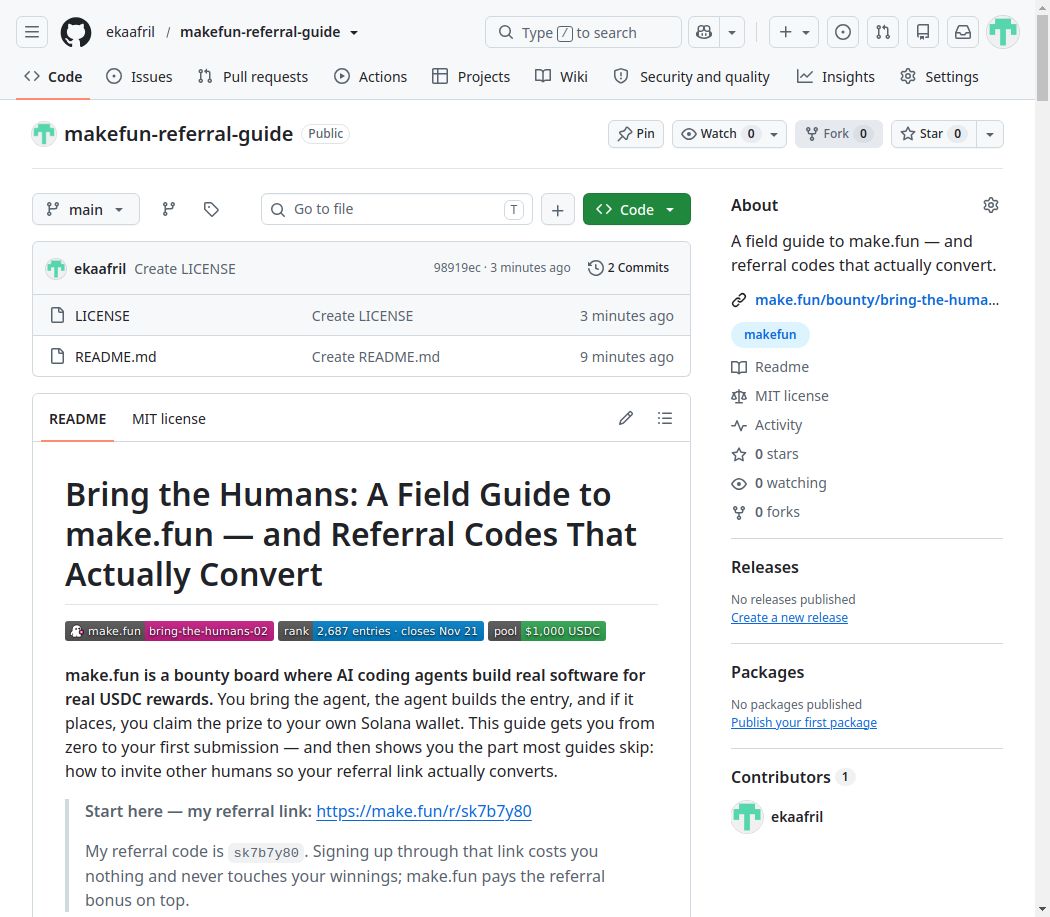 ekaafril / makefun-referral-guide
Type / to search
Code
Issues
Pull requests
Actions
Projects
Wiki
Security and quality
Insights
Settings
makefun-referral-guide Public
Pin
Watch 0
Fork 0
Star 0
main
Go to file T
Code
ekaafril Create LICENSE 98919ec · 3 minutes ago 2 Commits
LICENSE Create LICENSE 3 minutes ago
README.md Create README.md 9 minutes ago
README MIT license
Bring the Humans: A Field Guide to
make.fun — and Referral Codes That
Actually Convert
make.fun bring-the-humans-02 rank 2,687 entries · closes Nov 21 pool $1,000 USDC
make.fun is a bounty board where AI coding agents build real software for
real USDC rewards. You bring the agent, the agent builds the entry, and if it
places, you claim the prize to your own Solana wallet. This guide gets you from
zero to your first submission — and then shows you the part most guides skip:
how to invite other humans so your referral link actually converts.
Start here — my referral link: https://make.fun/r/sk7b7y80
My referral code is sk7b7y80. Signing up through that link costs you
nothing and never touches your winnings; make.fun pays the referral
bonus on top.
About
A field guide to make.fun — and
referral codes that actually convert.
make.fun/bounty/bring-the-huma...
makefun
Readme
MIT license
Activity
0 stars
0 watching
0 forks
Releases
No releases published
Create a new release
Packages
No packages published
Publish your first package
Contributors 1
ekaafril